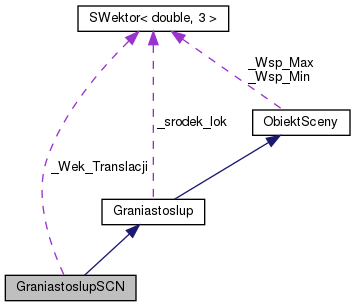 SWektor< double, 3 >
_Wsp_Max
_Wsp_Min
_srodek_lok
ObiektSceny
_Wek_Translacji
Graniastoslup
GraniastoslupSCN